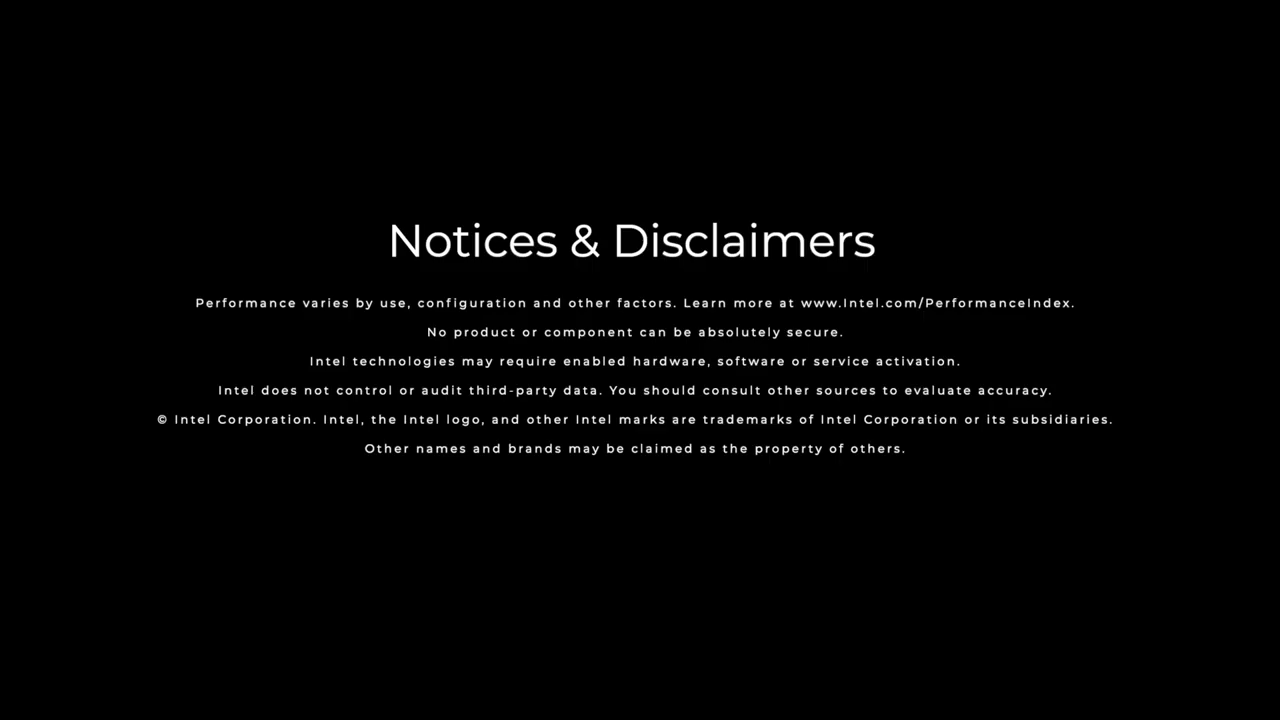 Notices & Disclaimers
Performance varies by use, configuration and other factors. Learn more at www.Intel.com/PerformanceIndex.
No product or component can be absolutely secure.
Intel technologies may require enabled hardware, software or service activation.
Intel does not control or audit third-party data. You should consult other sources to evaluate accuracy.
© Intel Corporation. Intel, the Intel logo, and other Intel marks are trademarks of Intel Corporation or its subsidiaries.
Other names and brands may be claimed as the property of others.